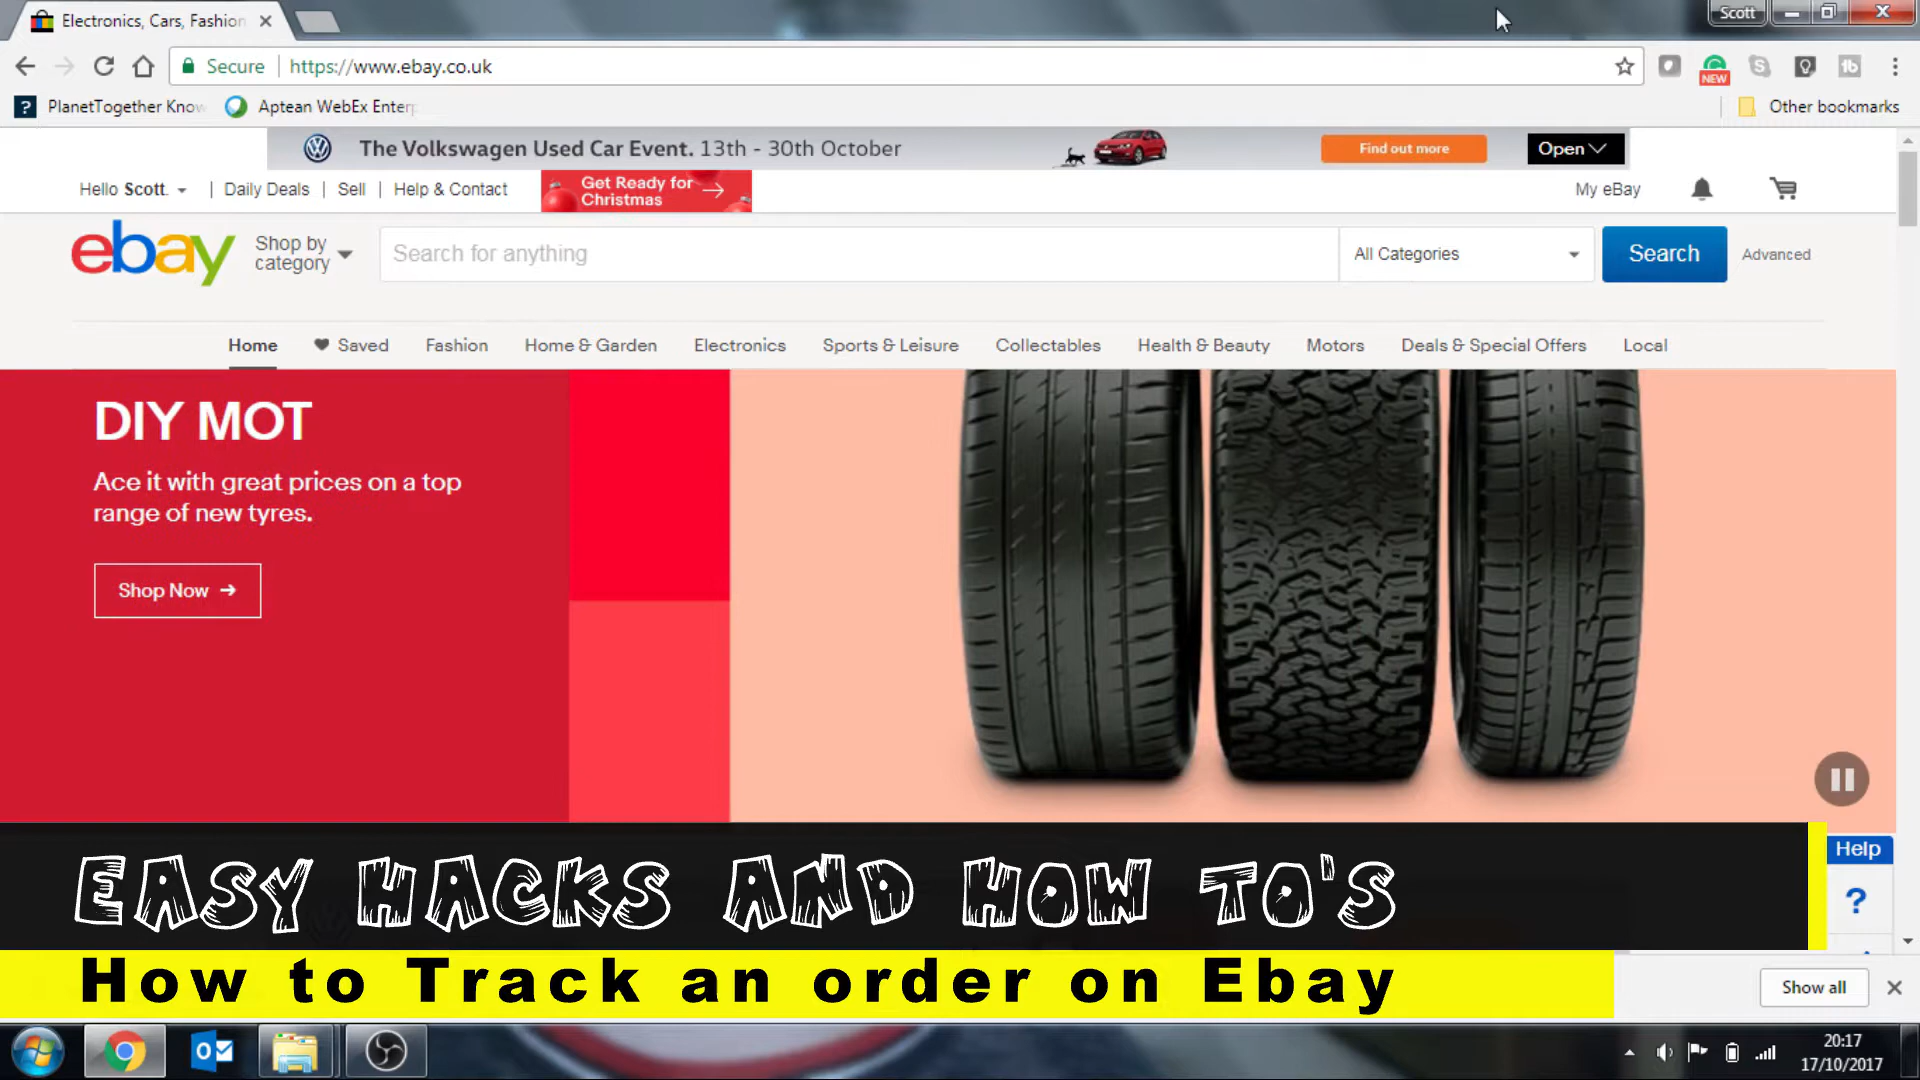 Electronics, Cars, Fashion
Scott
Secure
https://www.ebay.co.uk
NEW
PlanetTogether Know
Aptean WebEx Enter
Other bookmarks
The Volkswagen Used Car Event. 13th - 30th October
Find out more
Open
Hello Scott.
Daily Deals
Sell
Help & Contact
Get Ready for
Christmas
My eBay
ebay
Shop by
category
Search for anything
All Categories
Search
Advanced
Home
Saved
Fashion
Home & Garden
Electronics
Sports & Leisure
Collectables
Health & Beauty
Motors
Deals & Special Offers
Local
DIY MOT
Ace it with great prices on a top
range of new tyres.
Shop Now
Help
?
EASY HACKS AND HOW TO'S
How to Track an order on Ebay
Show all
20:17
17/10/2017